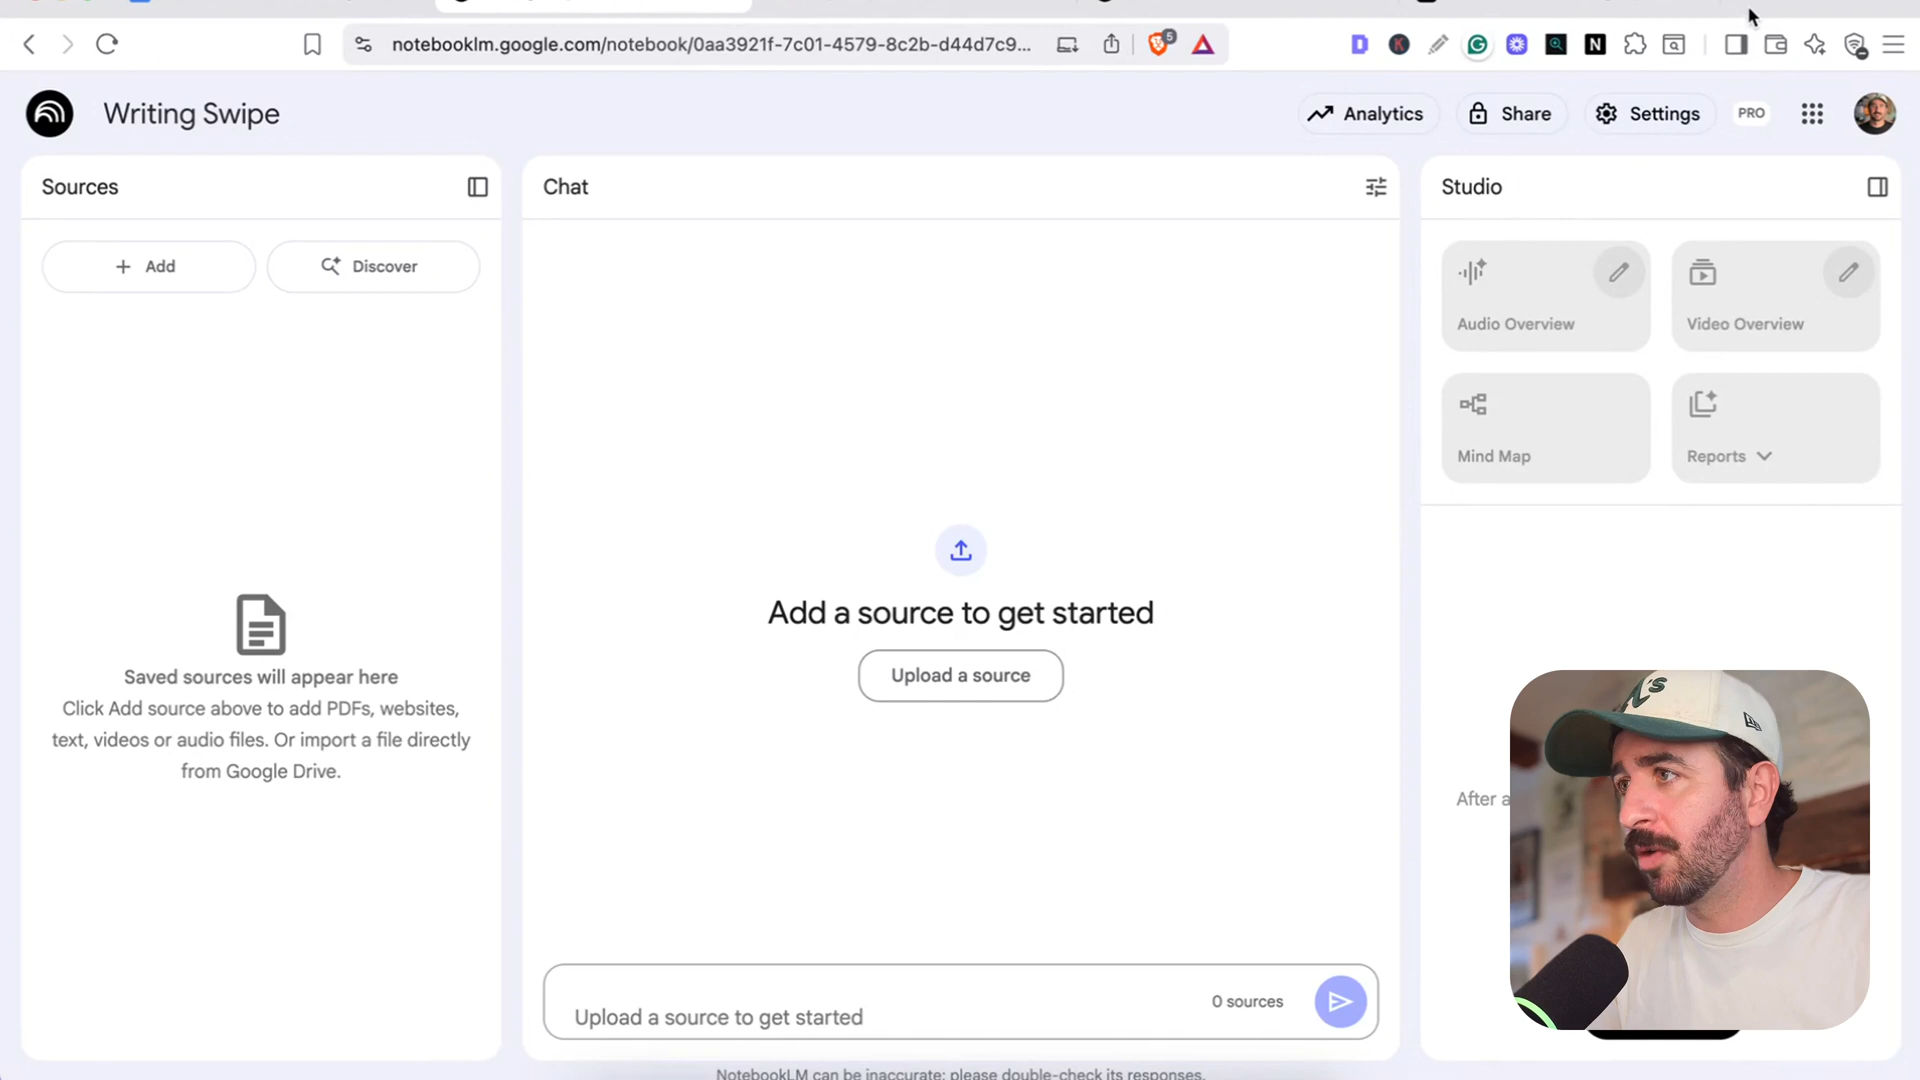 notebooklm.google.com/notebook/0aa3921f-7c01-4579-8c2b-d44d7c9...
5
D
K
N
Writing Swipe
Analytics
Share
Settings
PRO
Sources
Chat
Studio
+ Add
Discover
Audio Overview
Video Overview
Mind Map
Reports
Add a source to get started
Upload a source
Saved sources will appear here
Click Add source above to add PDFs, websites,
text, videos or audio files. Or import a file directly
from Google Drive.
After a
Upload a source to get started
0 sources
NotebookLM can be inaccurate; please double-check its responses.